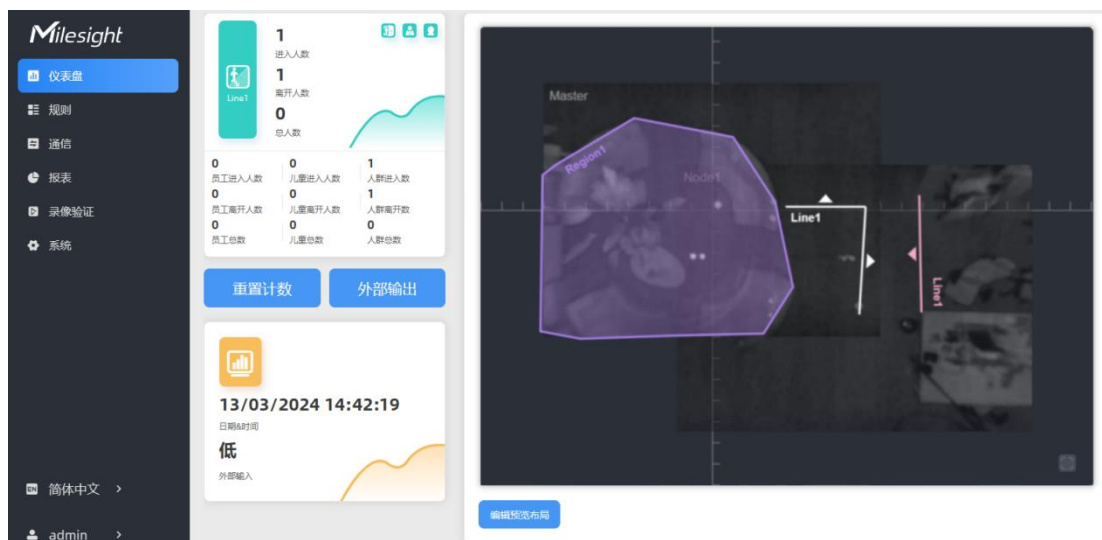 Milesight
仪表盘
规则
通信
报表
录像验证
系统
简体中文
admin
Line1
1
进入人数
1
离开人数
0
总人数
0
员工进入人数
0
儿童进入人数
1
人群进入数
0
员工离开人数
0
儿童离开人数
1
人群离开数
0
员工总数
0
儿童总数
0
人群总数
重置计数
外部输出
13/03/2024 14:42:19
日期&时间
低
外部输入
Master
Region1
Node1
Line1
Line1
编辑预览布局
EN